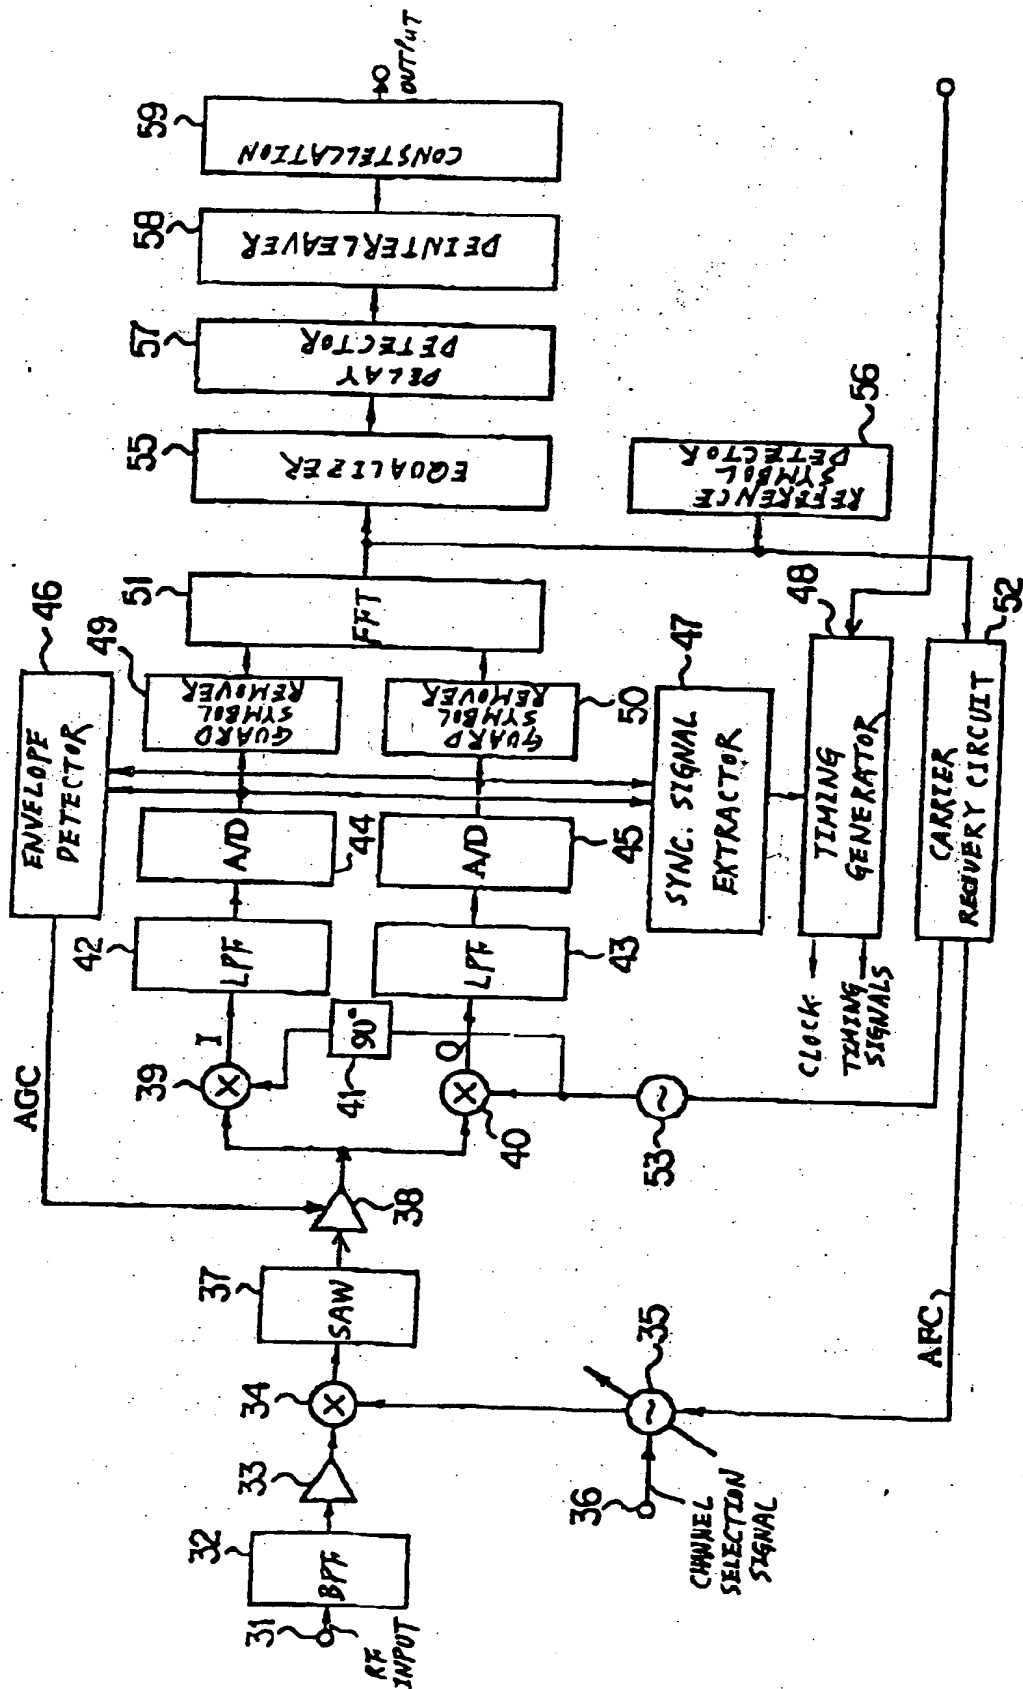 31
RF
INPUT
32
BPF
33
34
35
36
CHANNEL
SELECTION
SIGNAL
37
SAW
38
AGC
39
I
40
Q
41
90°
42
LPF
43
LPF
44
A/D
45
A/D
46
ENVELOPE
DETECTOR
47
SYNC. SIGNAL
EXTRACTOR
48
TIMING
GENERATOR
CLOCK
TIMING
SIGNALS
49
GUARD
SYMBOL
REMOVER
50
GUARD
SYMBOL
REMOVER
51
FFT
52
CARRIER
RECOVERY CIRCUIT
53
AFC
55
EQUALIZER
56
REFERENCE
SYMBOL
DETECTOR
57
DELAY
DETECTOR
58
DEINTERLEAVER
59
CONSTELLATION
OUTPUT